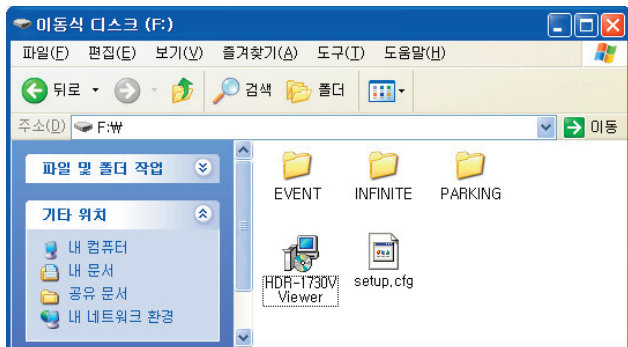 이동식 디스크 (F:)
파일(F) 편집(E) 보기(V) 즐겨찾기(A) 도구(T) 도움말(H)
뒤로 검색 폴더
주소(D) F:₩ 이동
파일 및 폴더 작업
기타 위치
내 컴퓨터
내 문서
공유 문서
내 네트워크 환경
EVENT INFINITE PARKING
HDR-1730V
Viewer
setup.cfg